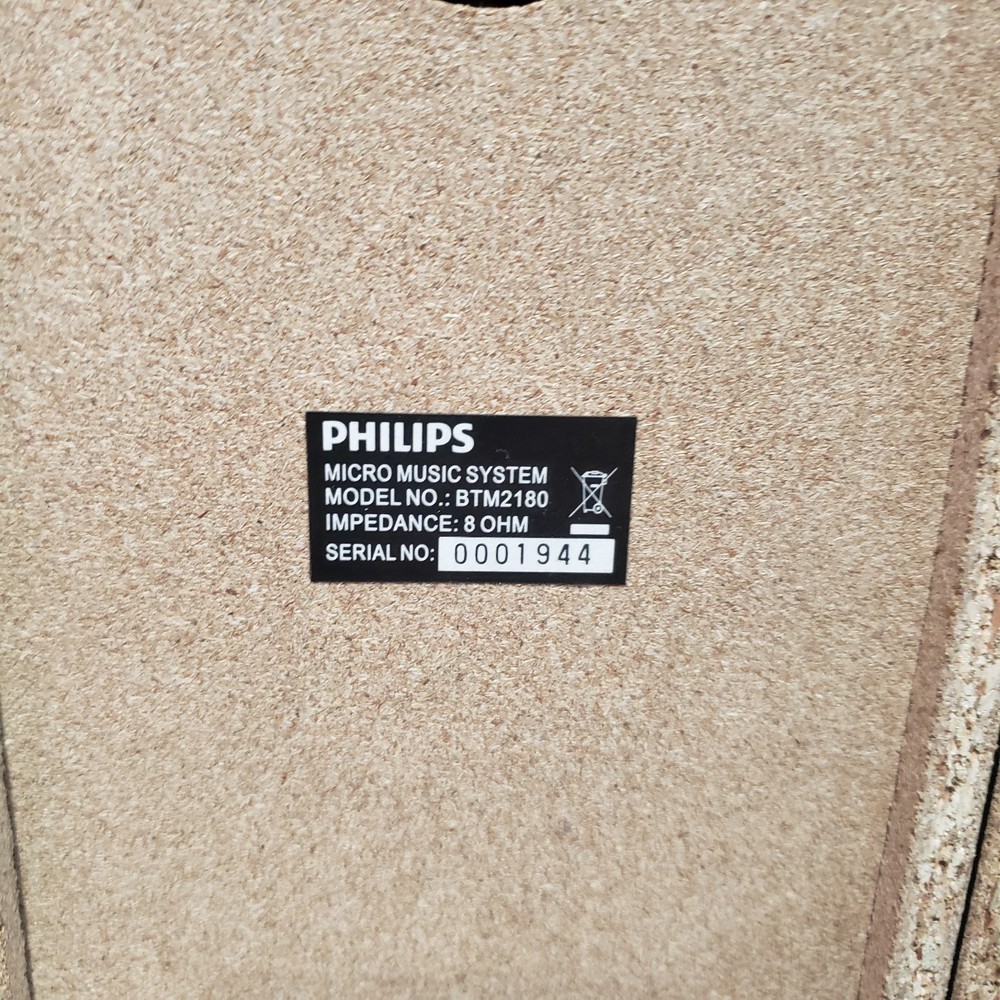 PHILIPS
MICRO MUSIC SYSTEM
MODEL NO.: BTM2180
IMPEDANCE: 8 OHM
SERIAL NO: 0001944